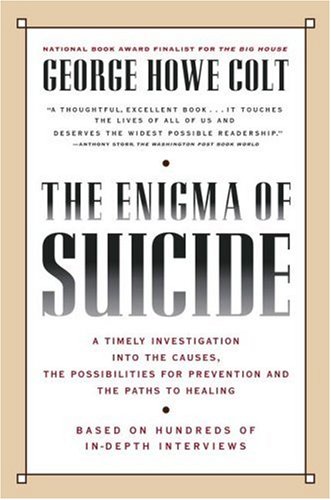 NATIONAL BOOK AWARD FINALIST FOR THE BIG HOUSE
GEORGE HOWE COLT
"A THOUGHTFUL, EXCELLENT BOOK...IT TOUCHES
THE LIVES OF ALL OF US AND
DESERVES THE WIDEST POSSIBLE READERSHIP."
—ANTHONY STORR, THE WASHINGTON POST BOOK WORLD
THE ENIGMA OF
SUICIDE
A TIMELY INVESTIGATION
INTO THE CAUSES,
THE POSSIBILITIES FOR PREVENTION AND
THE PATHS TO HEALING
BASED ON HUNDREDS OF
IN-DEPTH INTERVIEWS